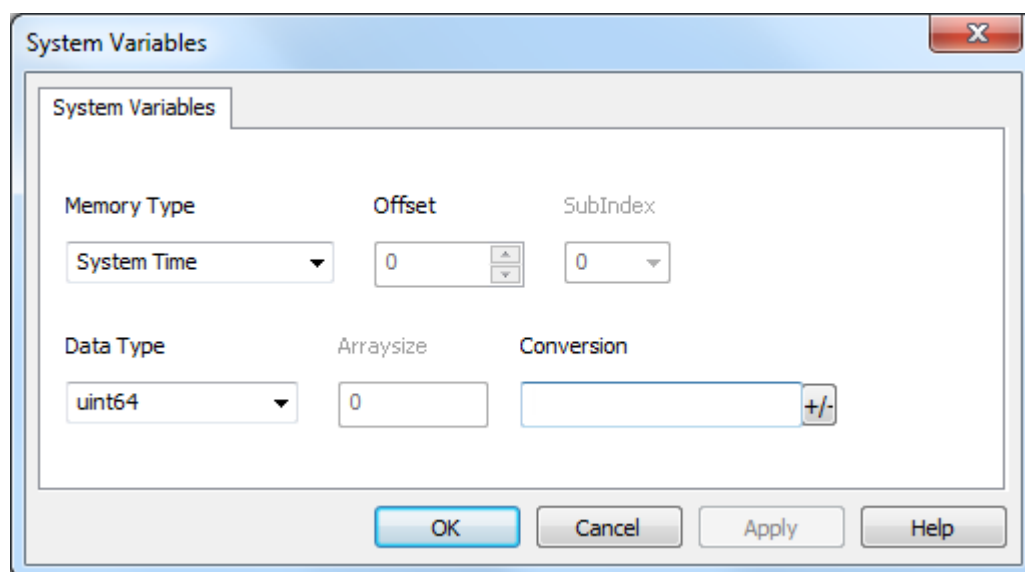 System Variables
System Variables
Memory Type Offset SubIndex
System Time 0 0
Data Type Arraysize Conversion
uint64 0 +/-
OK Cancel Apply Help